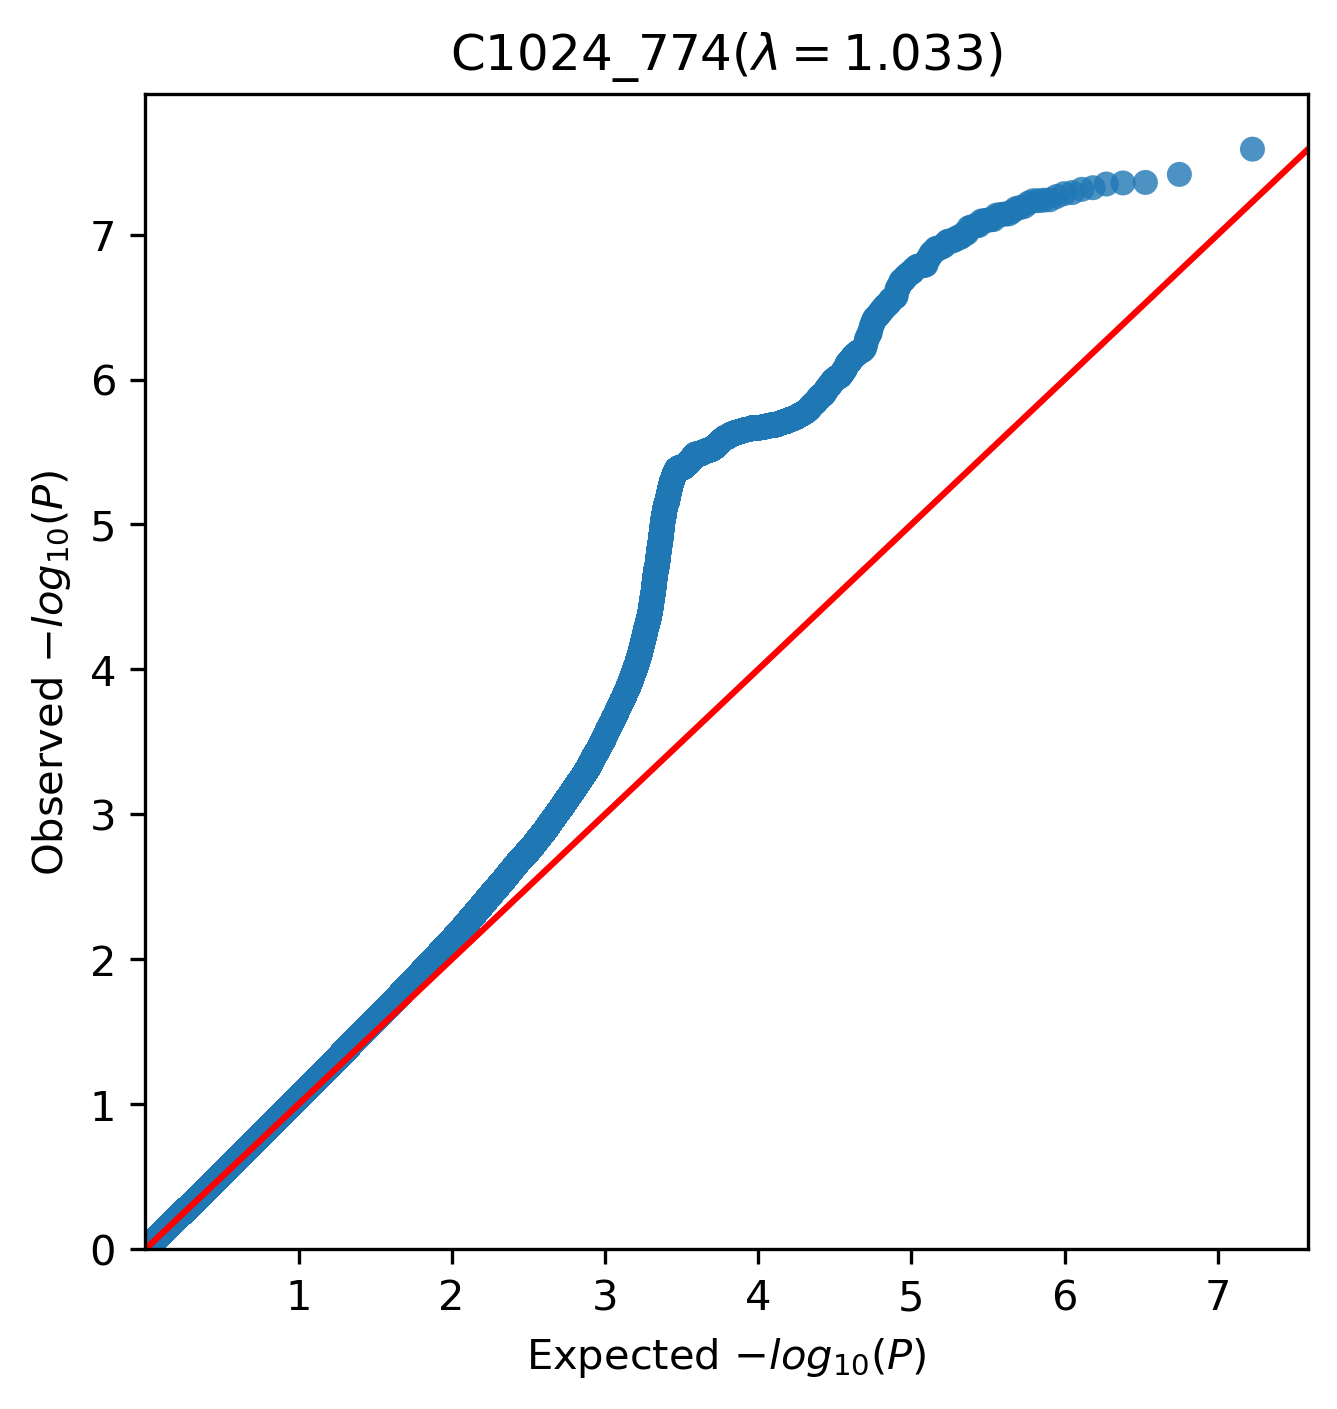 C1024_774(λ = 1.033)
Observed −log₁₀(P)
7
6
5
4
3
2
1
0
1 2 3 4 5 6 7
Expected −log₁₀(P)